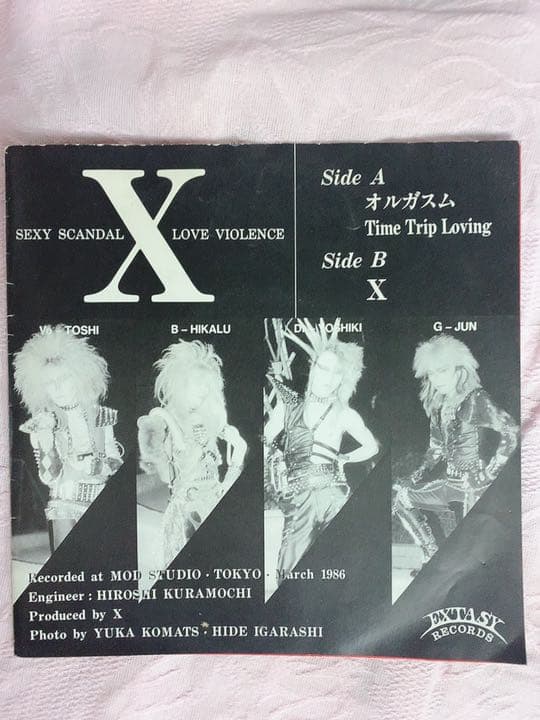 X
SEXY SCANDAL LOVE VIOLENCE
Side A
オルガスム
Time Trip Loving
Side B
X
Vo - TOSHI
B - HIKALU
Dr - YOSHIKI
G - JUN
Recorded at MOD STUDIO · TOKYO · March 1986
Engineer : HIROSHI KURAMOCHI
Produced by X
Photo by YUKA KOMATS · HIDE IGARASHI
EXTASY
RECORDS